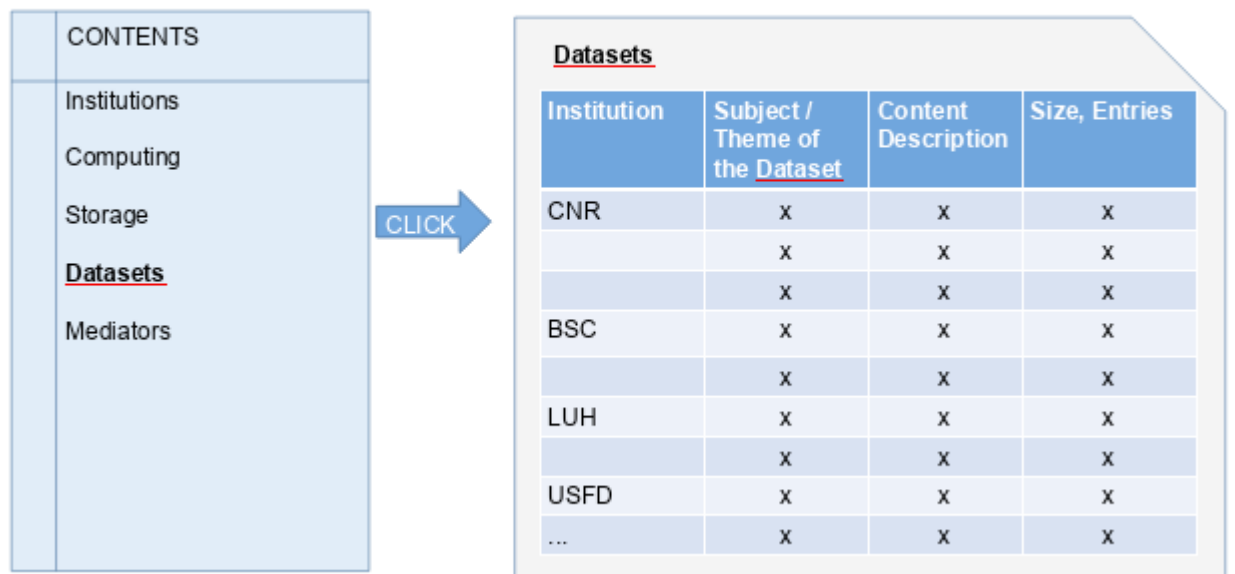 CONTENTS
Institutions
Computing
Storage
Datasets
Mediators
CLICK
Datasets
Institution Subject / Content Size, Entries
Theme of Description
the Dataset
CNR x x x
x x x
x x x
BSC x x x
x x x
LUH x x x
x x x
USFD x x x
... x x x